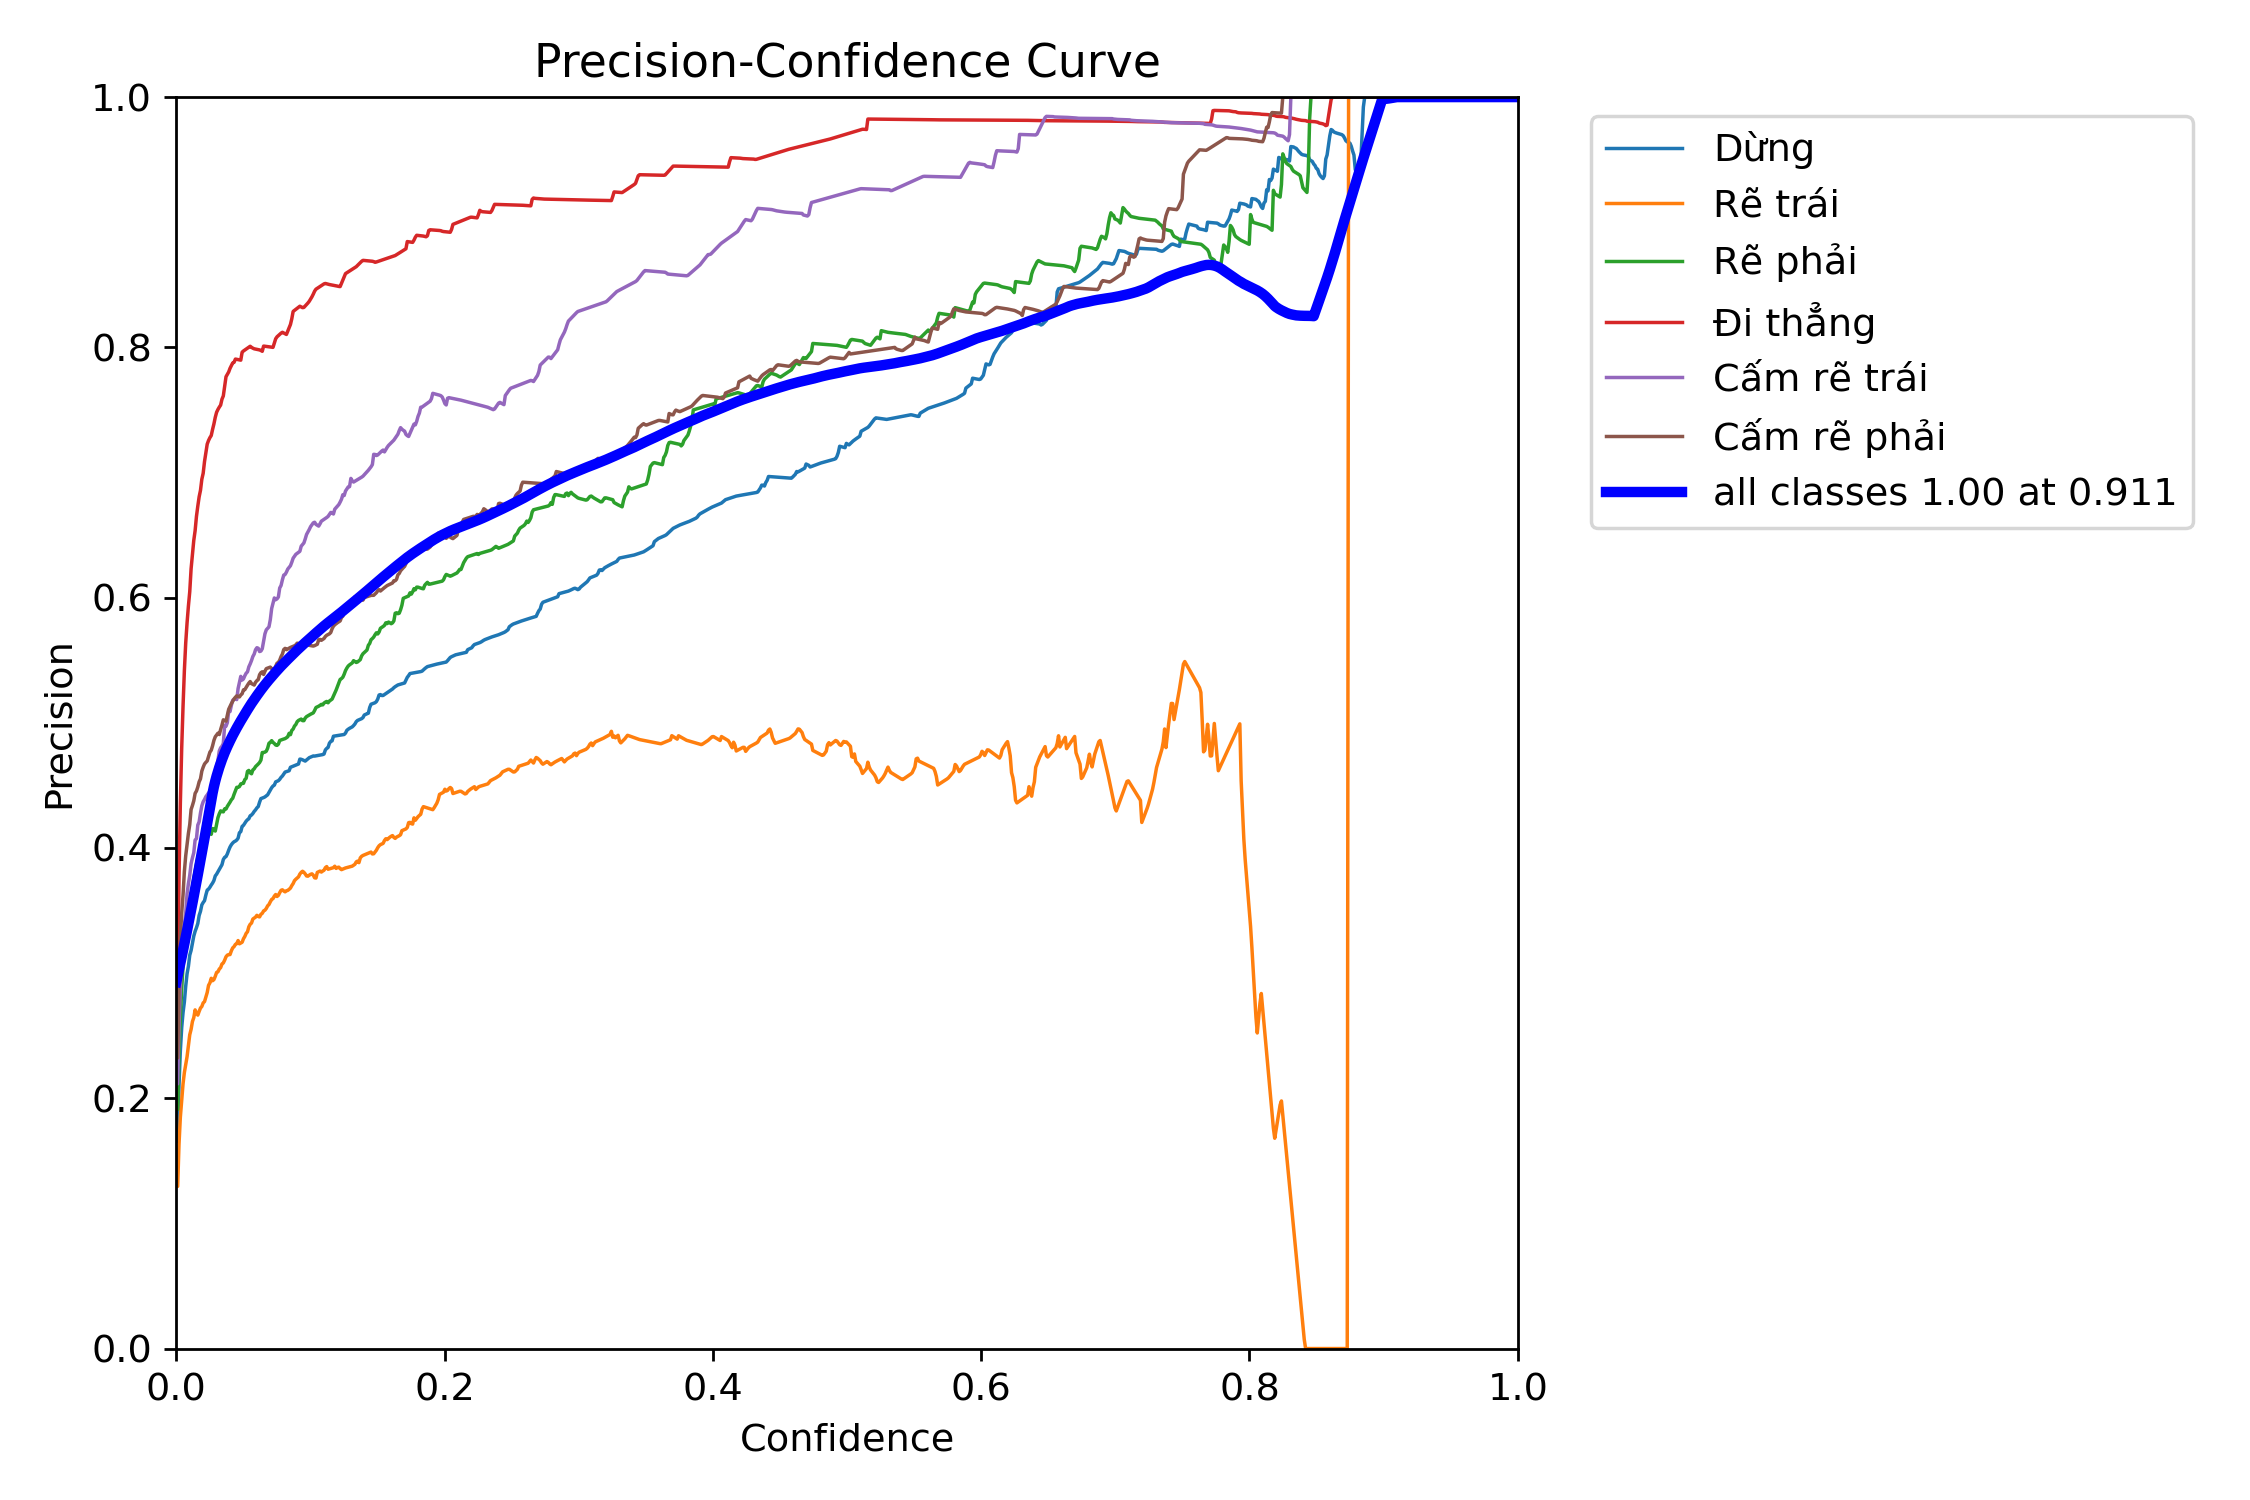 Precision-Confidence Curve
1.0
0.8
0.6
0.4
0.2
0.0
Precision
0.0 0.2 0.4 0.6 0.8 1.0
Confidence
Dừng
Rẽ trái
Rẽ phải
Đi thẳng
Cấm rẽ trái
Cấm rẽ phải
all classes 1.00 at 0.911